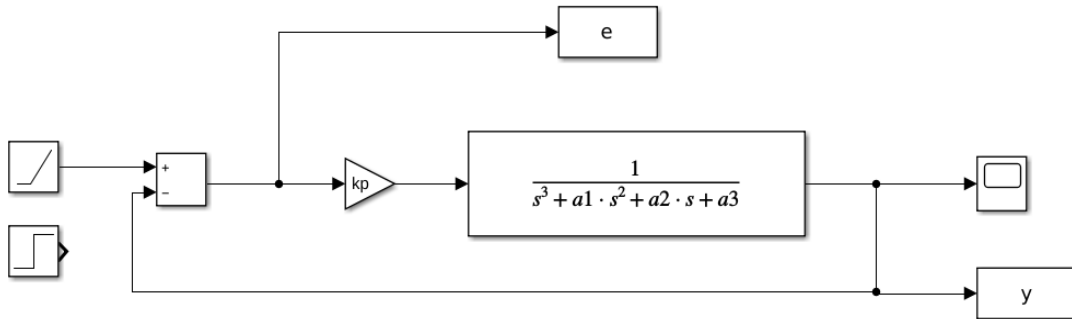 e
+
−
kp
1
s³ + a1 · s² + a2 · s + a3
y